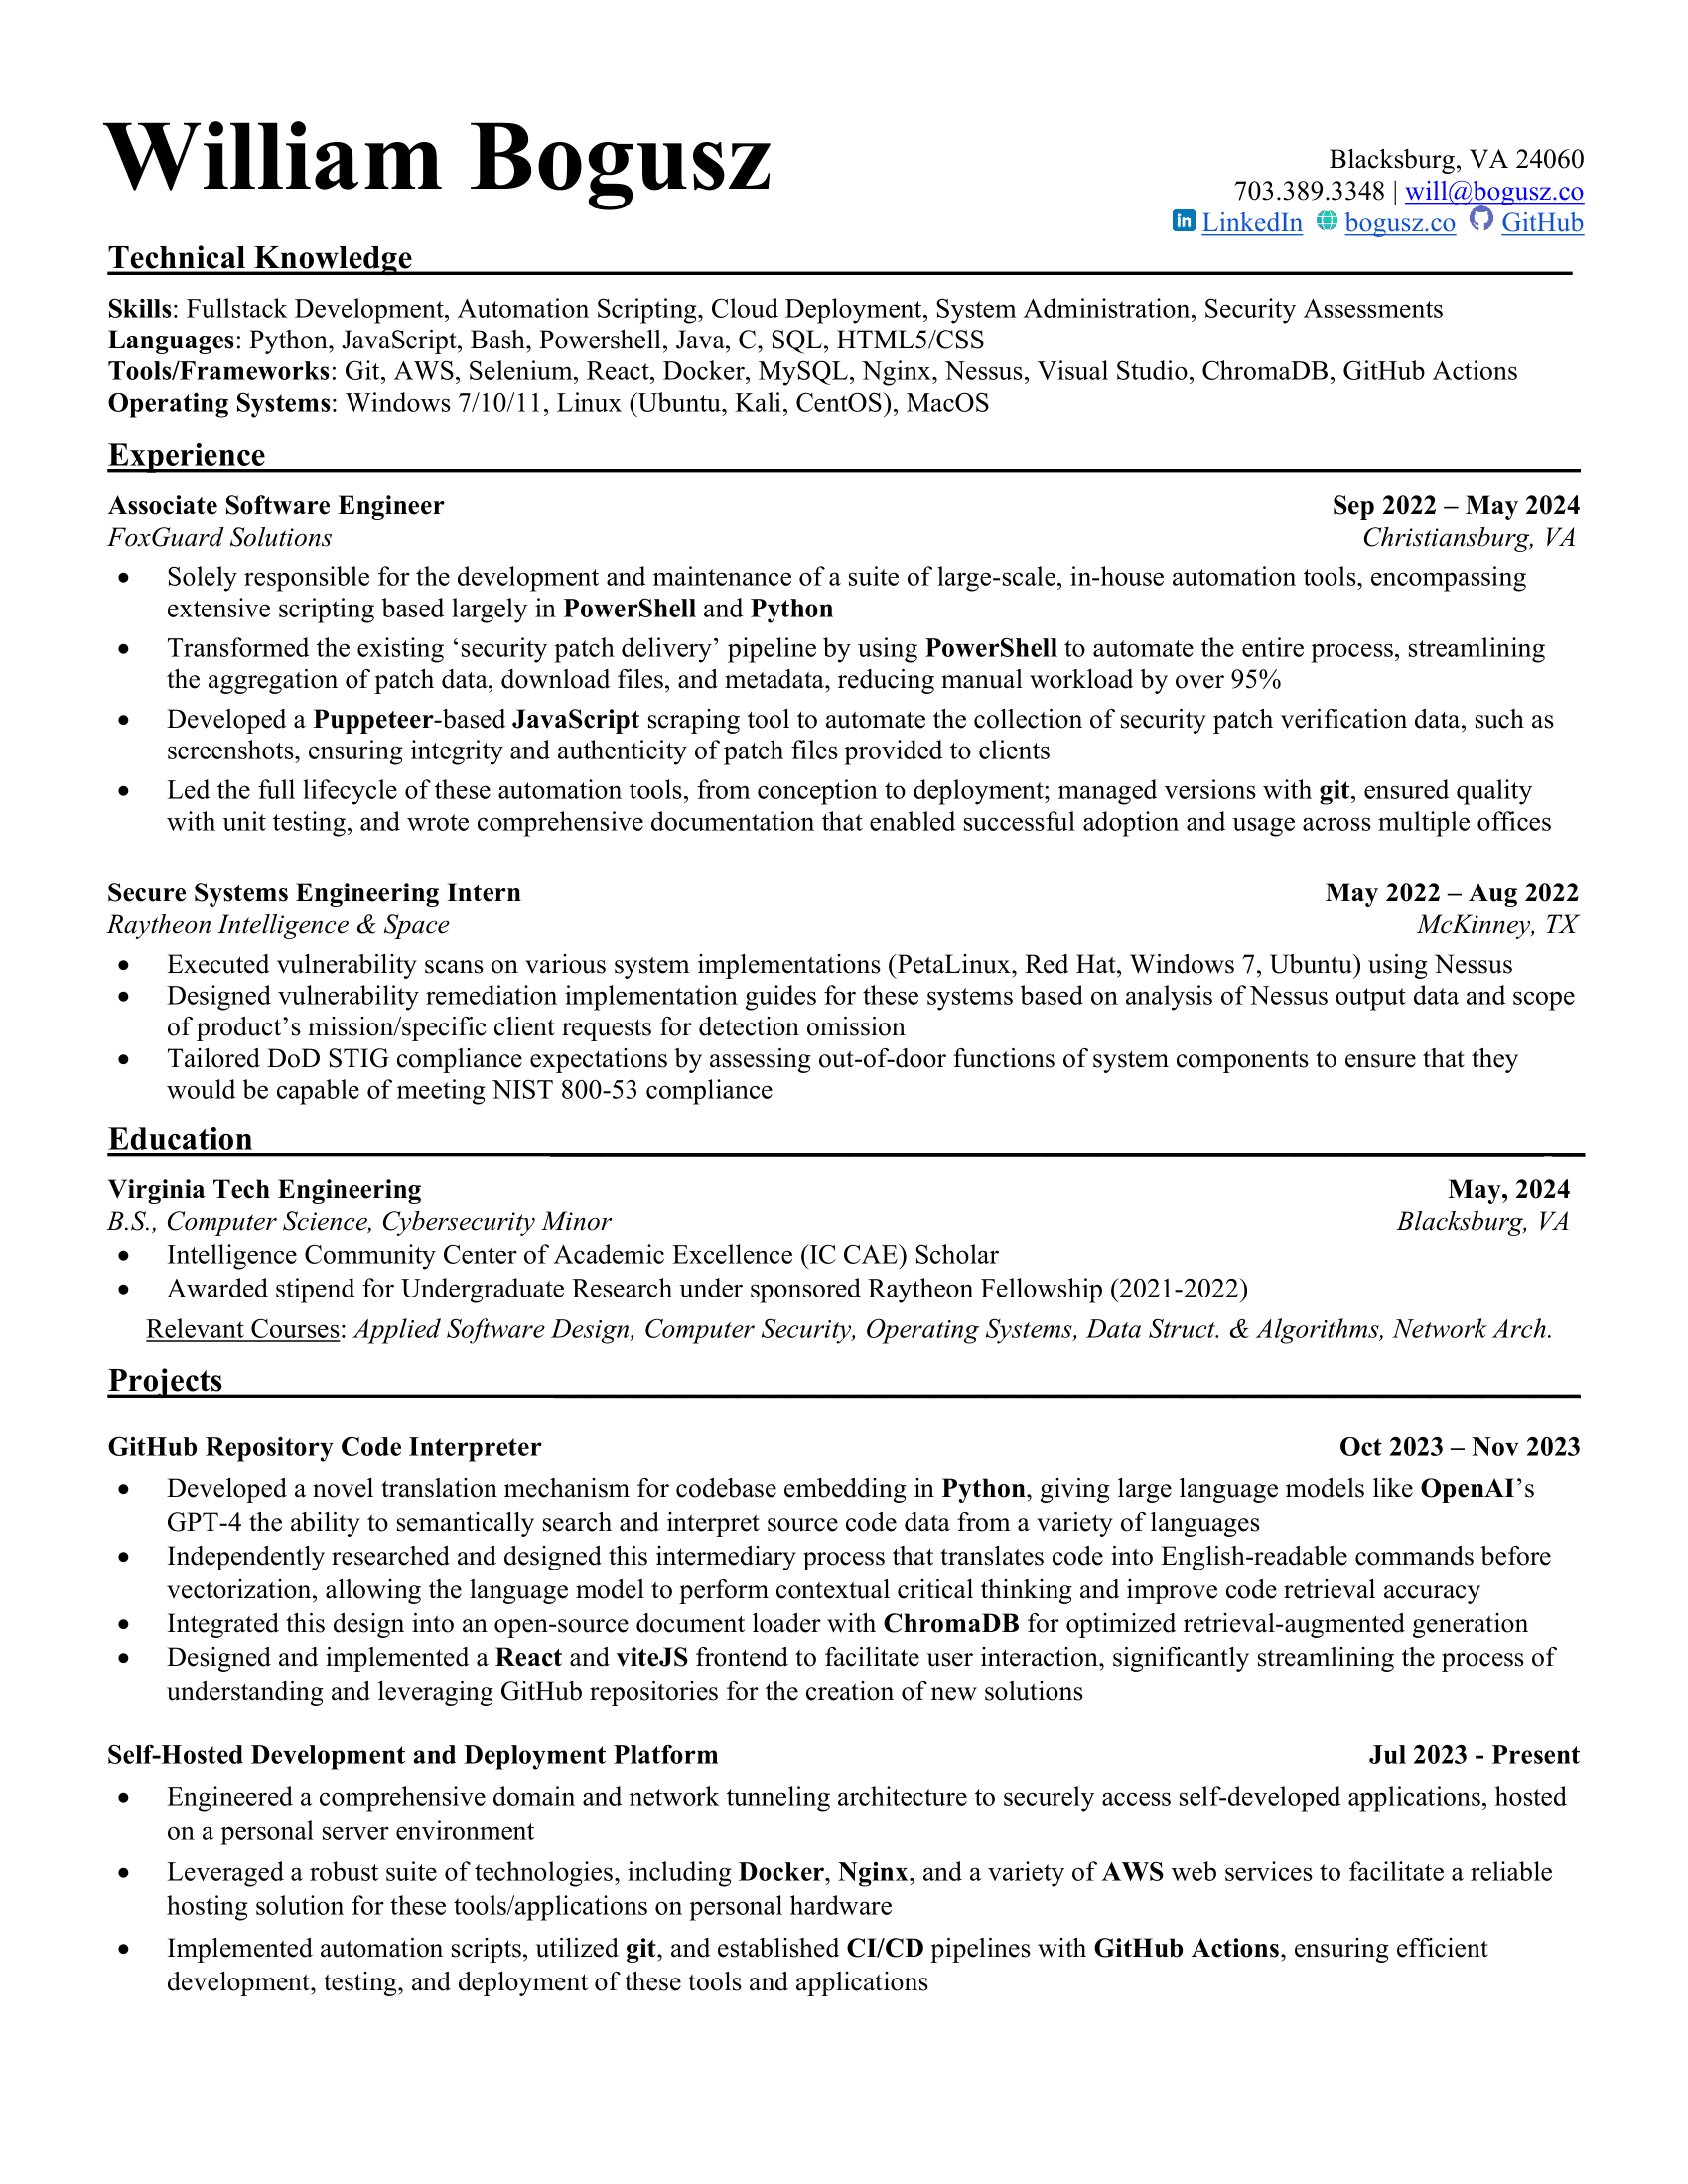 William Bogusz
Blacksburg, VA 24060
703.389.3348 | will@bogusz.co
LinkedIn bogusz.co GitHub
Technical Knowledge
Skills: Fullstack Development, Automation Scripting, Cloud Deployment, System Administration, Security Assessments
Languages: Python, JavaScript, Bash, Powershell, Java, C, SQL, HTML5/CSS
Tools/Frameworks: Git, AWS, Selenium, React, Docker, MySQL, Nginx, Nessus, Visual Studio, ChromaDB, GitHub Actions
Operating Systems: Windows 7/10/11, Linux (Ubuntu, Kali, CentOS), MacOS
Experience
Associate Software Engineer Sep 2022 – May 2024
FoxGuard Solutions Christiansburg, VA
• Solely responsible for the development and maintenance of a suite of large-scale, in-house automation tools, encompassing
extensive scripting based largely in PowerShell and Python
• Transformed the existing ‘security patch delivery’ pipeline by using PowerShell to automate the entire process, streamlining
the aggregation of patch data, download files, and metadata, reducing manual workload by over 95%
• Developed a Puppeteer-based JavaScript scraping tool to automate the collection of security patch verification data, such as
screenshots, ensuring integrity and authenticity of patch files provided to clients
• Led the full lifecycle of these automation tools, from conception to deployment; managed versions with git, ensured quality
with unit testing, and wrote comprehensive documentation that enabled successful adoption and usage across multiple offices
Secure Systems Engineering Intern May 2022 – Aug 2022
Raytheon Intelligence & Space McKinney, TX
• Executed vulnerability scans on various system implementations (PetaLinux, Red Hat, Windows 7, Ubuntu) using Nessus
• Designed vulnerability remediation implementation guides for these systems based on analysis of Nessus output data and scope
of product’s mission/specific client requests for detection omission
• Tailored DoD STIG compliance expectations by assessing out-of-door functions of system components to ensure that they
would be capable of meeting NIST 800-53 compliance
Education
Virginia Tech Engineering May, 2024
B.S., Computer Science, Cybersecurity Minor Blacksburg, VA
• Intelligence Community Center of Academic Excellence (IC CAE) Scholar
• Awarded stipend for Undergraduate Research under sponsored Raytheon Fellowship (2021-2022)
Relevant Courses: Applied Software Design, Computer Security, Operating Systems, Data Struct. & Algorithms, Network Arch.
Projects
GitHub Repository Code Interpreter Oct 2023 – Nov 2023
• Developed a novel translation mechanism for codebase embedding in Python, giving large language models like OpenAI’s
GPT-4 the ability to semantically search and interpret source code data from a variety of languages
• Independently researched and designed this intermediary process that translates code into English-readable commands before
vectorization, allowing the language model to perform contextual critical thinking and improve code retrieval accuracy
• Integrated this design into an open-source document loader with ChromaDB for optimized retrieval-augmented generation
• Designed and implemented a React and viteJS frontend to facilitate user interaction, significantly streamlining the process of
understanding and leveraging GitHub repositories for the creation of new solutions
Self-Hosted Development and Deployment Platform Jul 2023 - Present
• Engineered a comprehensive domain and network tunneling architecture to securely access self-developed applications, hosted
on a personal server environment
• Leveraged a robust suite of technologies, including Docker, Nginx, and a variety of AWS web services to facilitate a reliable
hosting solution for these tools/applications on personal hardware
• Implemented automation scripts, utilized git, and established CI/CD pipelines with GitHub Actions, ensuring efficient
development, testing, and deployment of these tools and applications